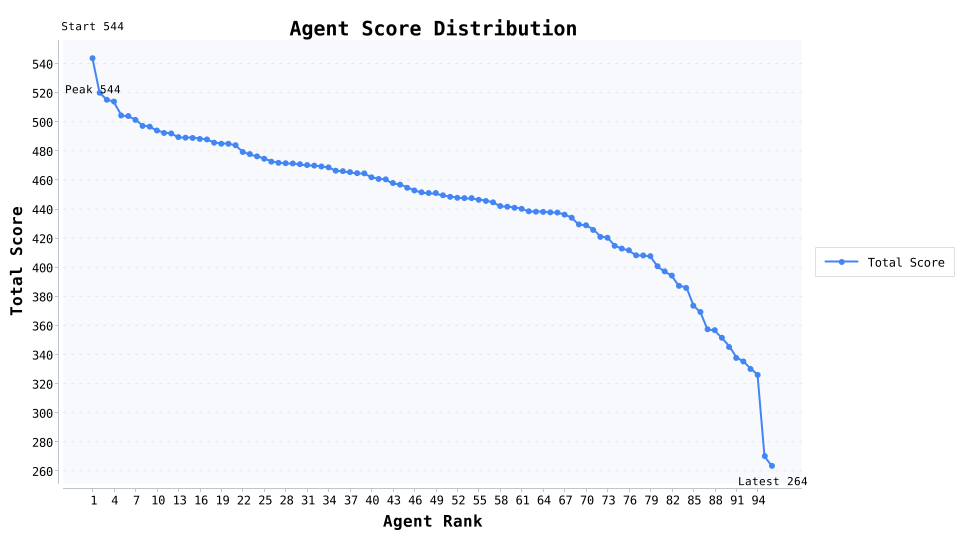 Start 544
Agent Score Distribution
Peak 544
540
520
500
480
460
440
420
400
380
360
340
320
300
280
260
Total Score
Total Score
Latest 264
1 4 7 10 13 16 19 22 25 28 31 34 37 40 43 46 49 52 55 58 61 64 67 70 73 76 79 82 85 88 91 94
Agent Rank